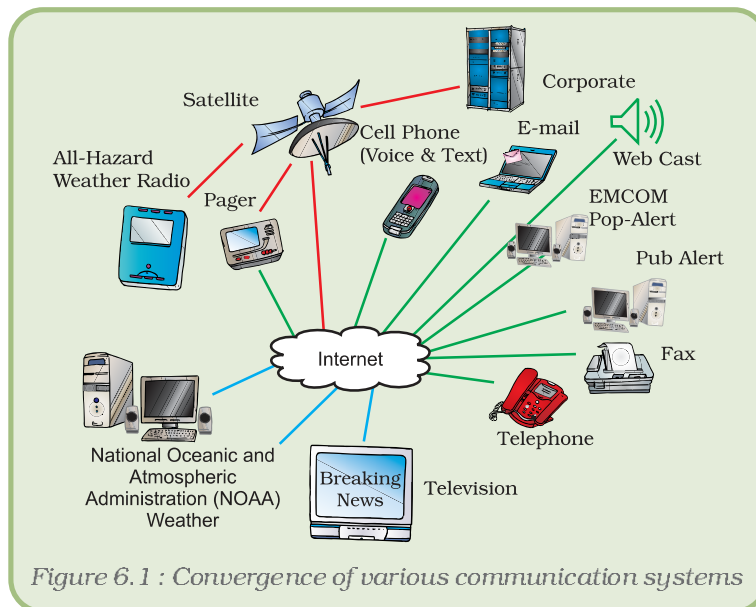 Corporate
Satellite
E-mail
Cell Phone
(Voice & Text)
Web Cast
All-Hazard
Weather Radio
Pager
EMCOM
Pop-Alert
Pub Alert
Internet
Fax
Telephone
National Oceanic and
Atmospheric
Administration (NOAA)
Weather
Breaking
News
Television
Figure 6.1 : Convergence of various communication systems